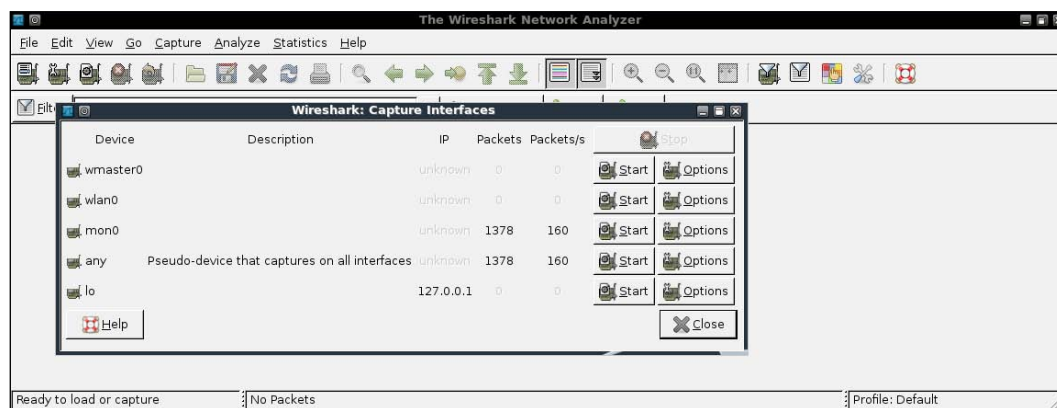 The Wireshark Network Analyzer
File Edit View Go Capture Analyze Statistics Help
Filt
Wireshark: Capture Interfaces
Device Description IP Packets Packets/s Stop
wmaster0 unknown 0 0 Start Options
wlan0 unknown 0 0 Start Options
mon0 unknown 1378 160 Start Options
any Pseudo-device that captures on all interfaces unknown 1378 160 Start Options
lo 127.0.0.1 0 0 Start Options
Help Close
Ready to load or capture No Packets Profile: Default